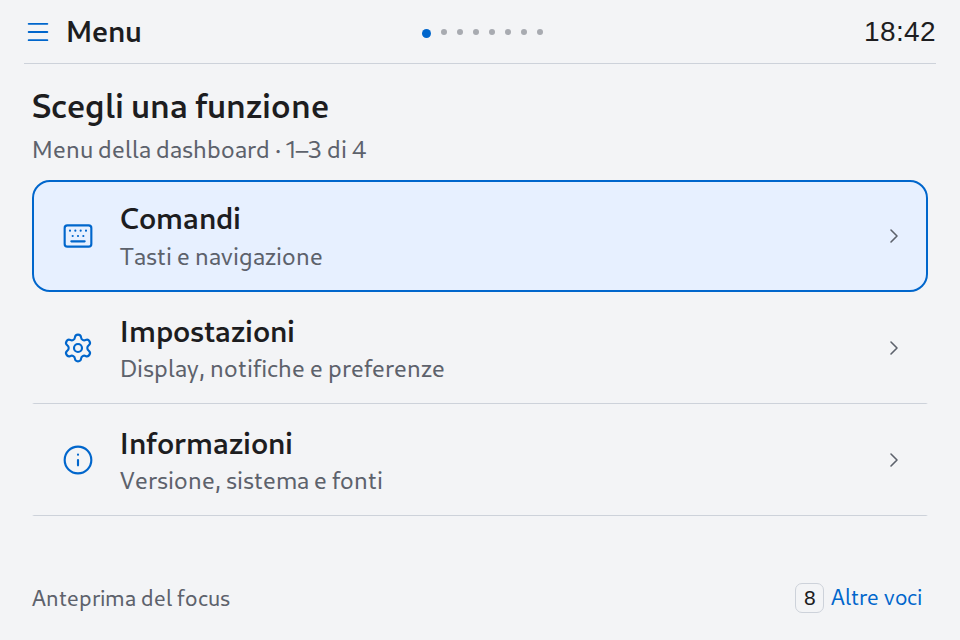 Menu
18:42
Scegli una funzione
Menu della dashboard · 1–3 di 4
Comandi
Tasti e navigazione
Impostazioni
Display, notifiche e preferenze
Informazioni
Versione, sistema e fonti
Anteprima del focus
8 Altre voci